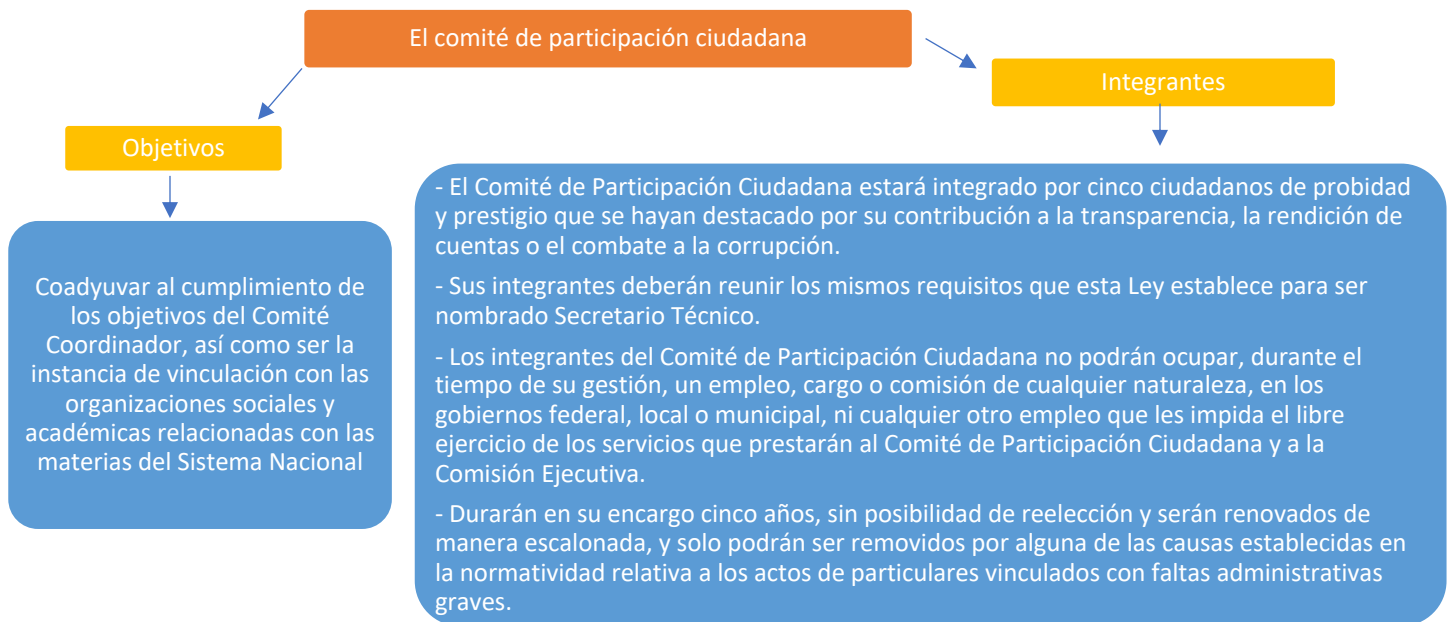 El comité de participación ciudadana
Integrantes
Objetivos
Coadyuvar al cumplimiento de
los objetivos del Comité
Coordinador, así como ser la
instancia de vinculación con las
organizaciones sociales y
académicas relacionadas con las
materias del Sistema Nacional
- El Comité de Participación Ciudadana estará integrado por cinco ciudadanos de probidad
y prestigio que se hayan destacado por su contribución a la transparencia, la rendición de
cuentas o el combate a la corrupción.
- Sus integrantes deberán reunir los mismos requisitos que esta Ley establece para ser
nombrado Secretario Técnico.
- Los integrantes del Comité de Participación Ciudadana no podrán ocupar, durante el
tiempo de su gestión, un empleo, cargo o comisión de cualquier naturaleza, en los
gobiernos federal, local o municipal, ni cualquier otro empleo que les impida el libre
ejercicio de los servicios que prestarán al Comité de Participación Ciudadana y a la
Comisión Ejecutiva.
- Durarán en su encargo cinco años, sin posibilidad de reelección y serán renovados de
manera escalonada, y solo podrán ser removidos por alguna de las causas establecidas en
la normatividad relativa a los actos de particulares vinculados con faltas administrativas
graves.